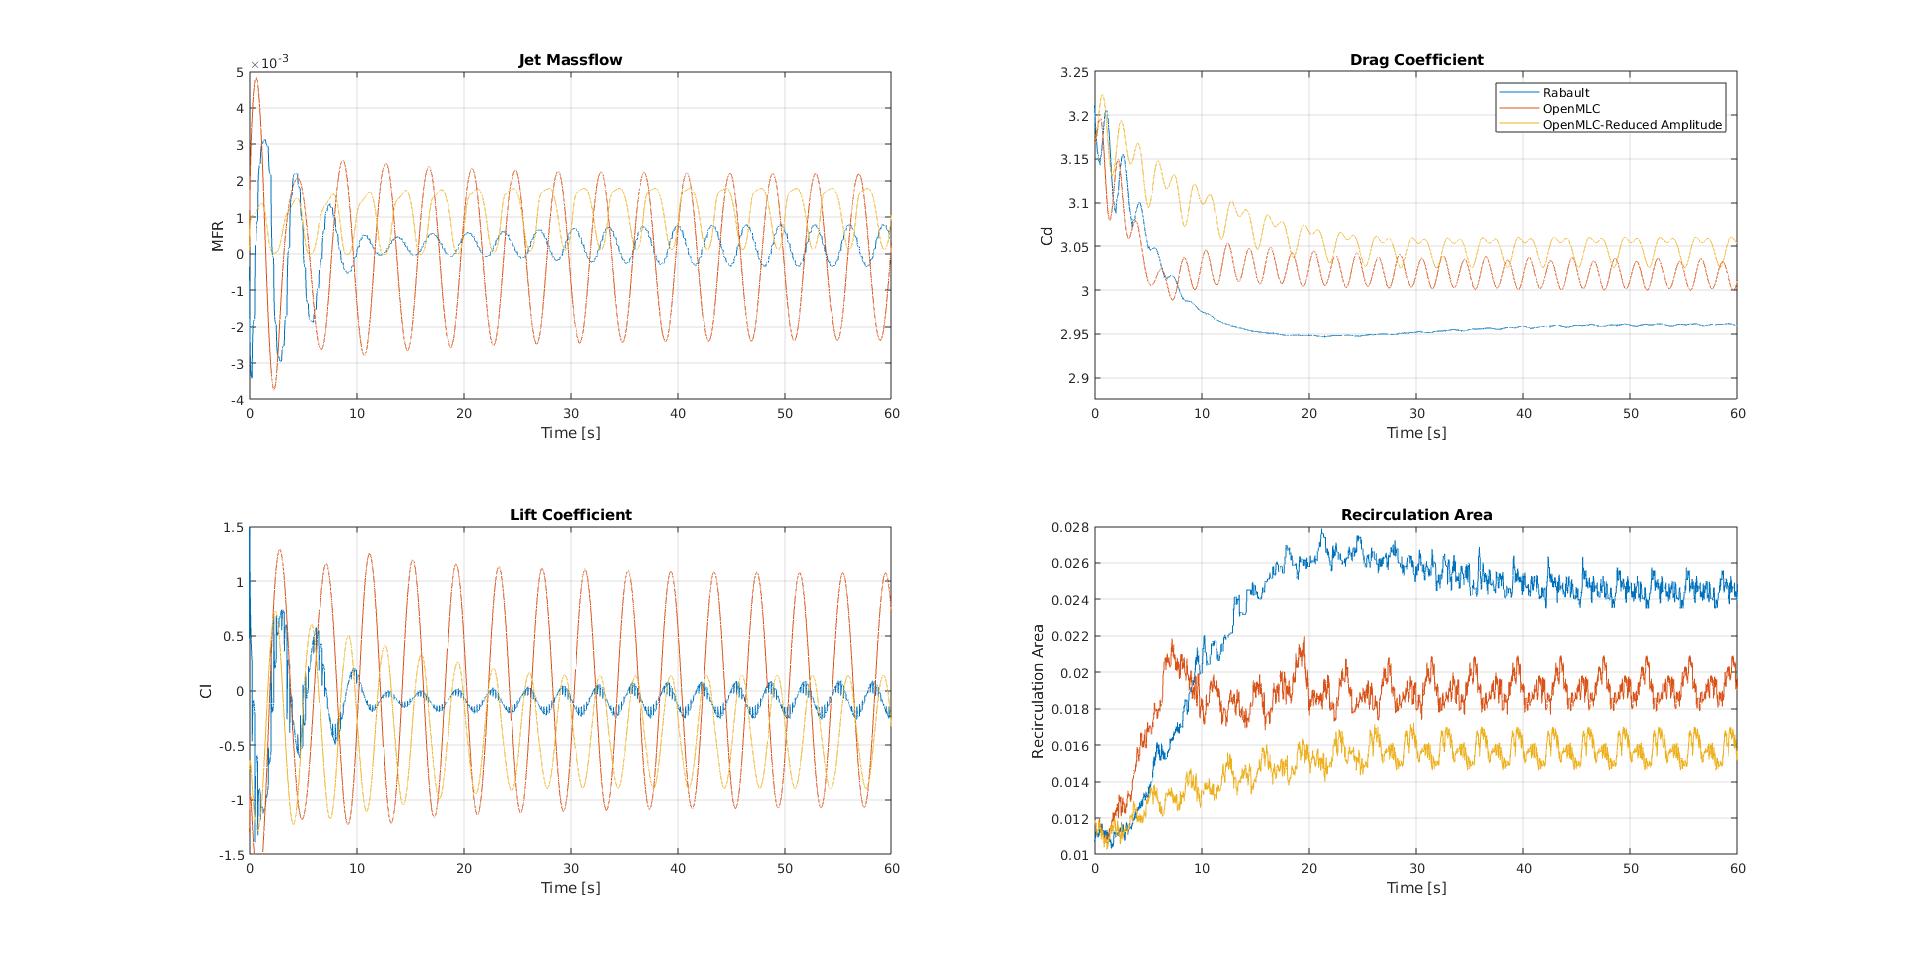 Jet Massflow
×10-3
5
4
3
2
1
0
-1
-2
-3
-4
MFR
0 10 20 30 40 50 60
Time [s]
Drag Coefficient
3.25
3.2
3.15
3.1
3.05
3
2.95
2.9
Cd
Rabault
OpenMLC
OpenMLC-Reduced Amplitude
0 10 20 30 40 50 60
Time [s]
Lift Coefficient
1.5
1
0.5
0
-0.5
-1
-1.5
Cl
0 10 20 30 40 50 60
Time [s]
Recirculation Area
0.028
0.026
0.024
0.022
0.02
0.018
0.016
0.014
0.012
0.01
Recirculation Area
0 10 20 30 40 50 60
Time [s]